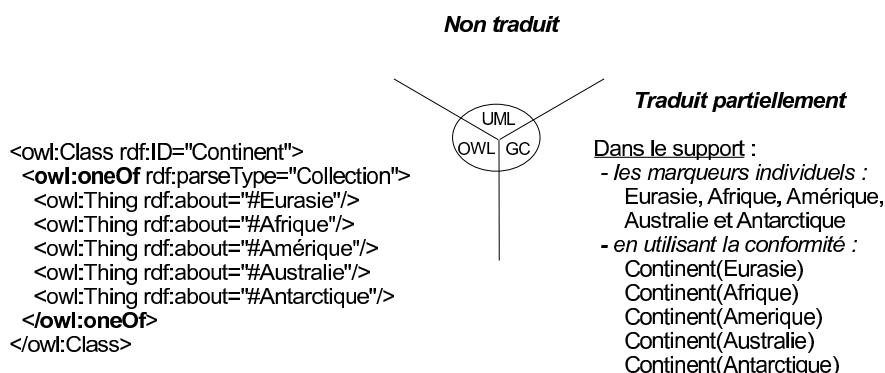 Non traduit
UML
OWL
GC
<owl:Class rdf:ID="Continent">
<owl:oneOf rdf:parseType="Collection">
<owl:Thing rdf:about="#Eurasie"/>
<owl:Thing rdf:about="#Afrique"/>
<owl:Thing rdf:about="#Amérique"/>
<owl:Thing rdf:about="#Australie"/>
<owl:Thing rdf:about="#Antarctique"/>
</owl:oneOf>
</owl:Class>
Traduit partiellement
Dans le support :
- les marqueurs individuels :
Eurasie, Afrique, Amérique,
Australie et Antarctique
- en utilisant la conformité :
Continent(Eurasie)
Continent(Afrique)
Continent(Amerique)
Continent(Australie)
Continent(Antarctique)